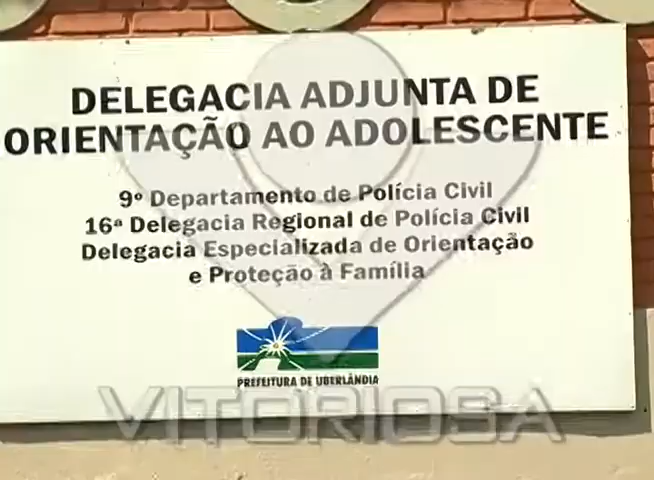 DELEGACIA ADJUNTA DE
ORIENTAÇÃO AO ADOLESCENTE
9º Departamento de Polícia Civil
16ª Delegacia Regional de Polícia Civil
Delegacia Especializada de Orientação
e Proteção à Família
PREFEITURA DE UBERLÂNDIA
VITORIOSA